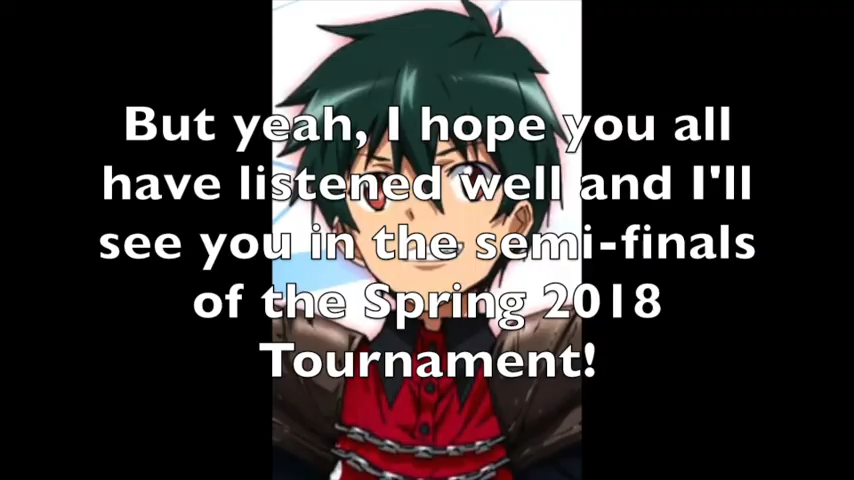 But yeah, I hope you all
have listened well and I'll
see you in the semi-finals
of the Spring 2018
Tournament!